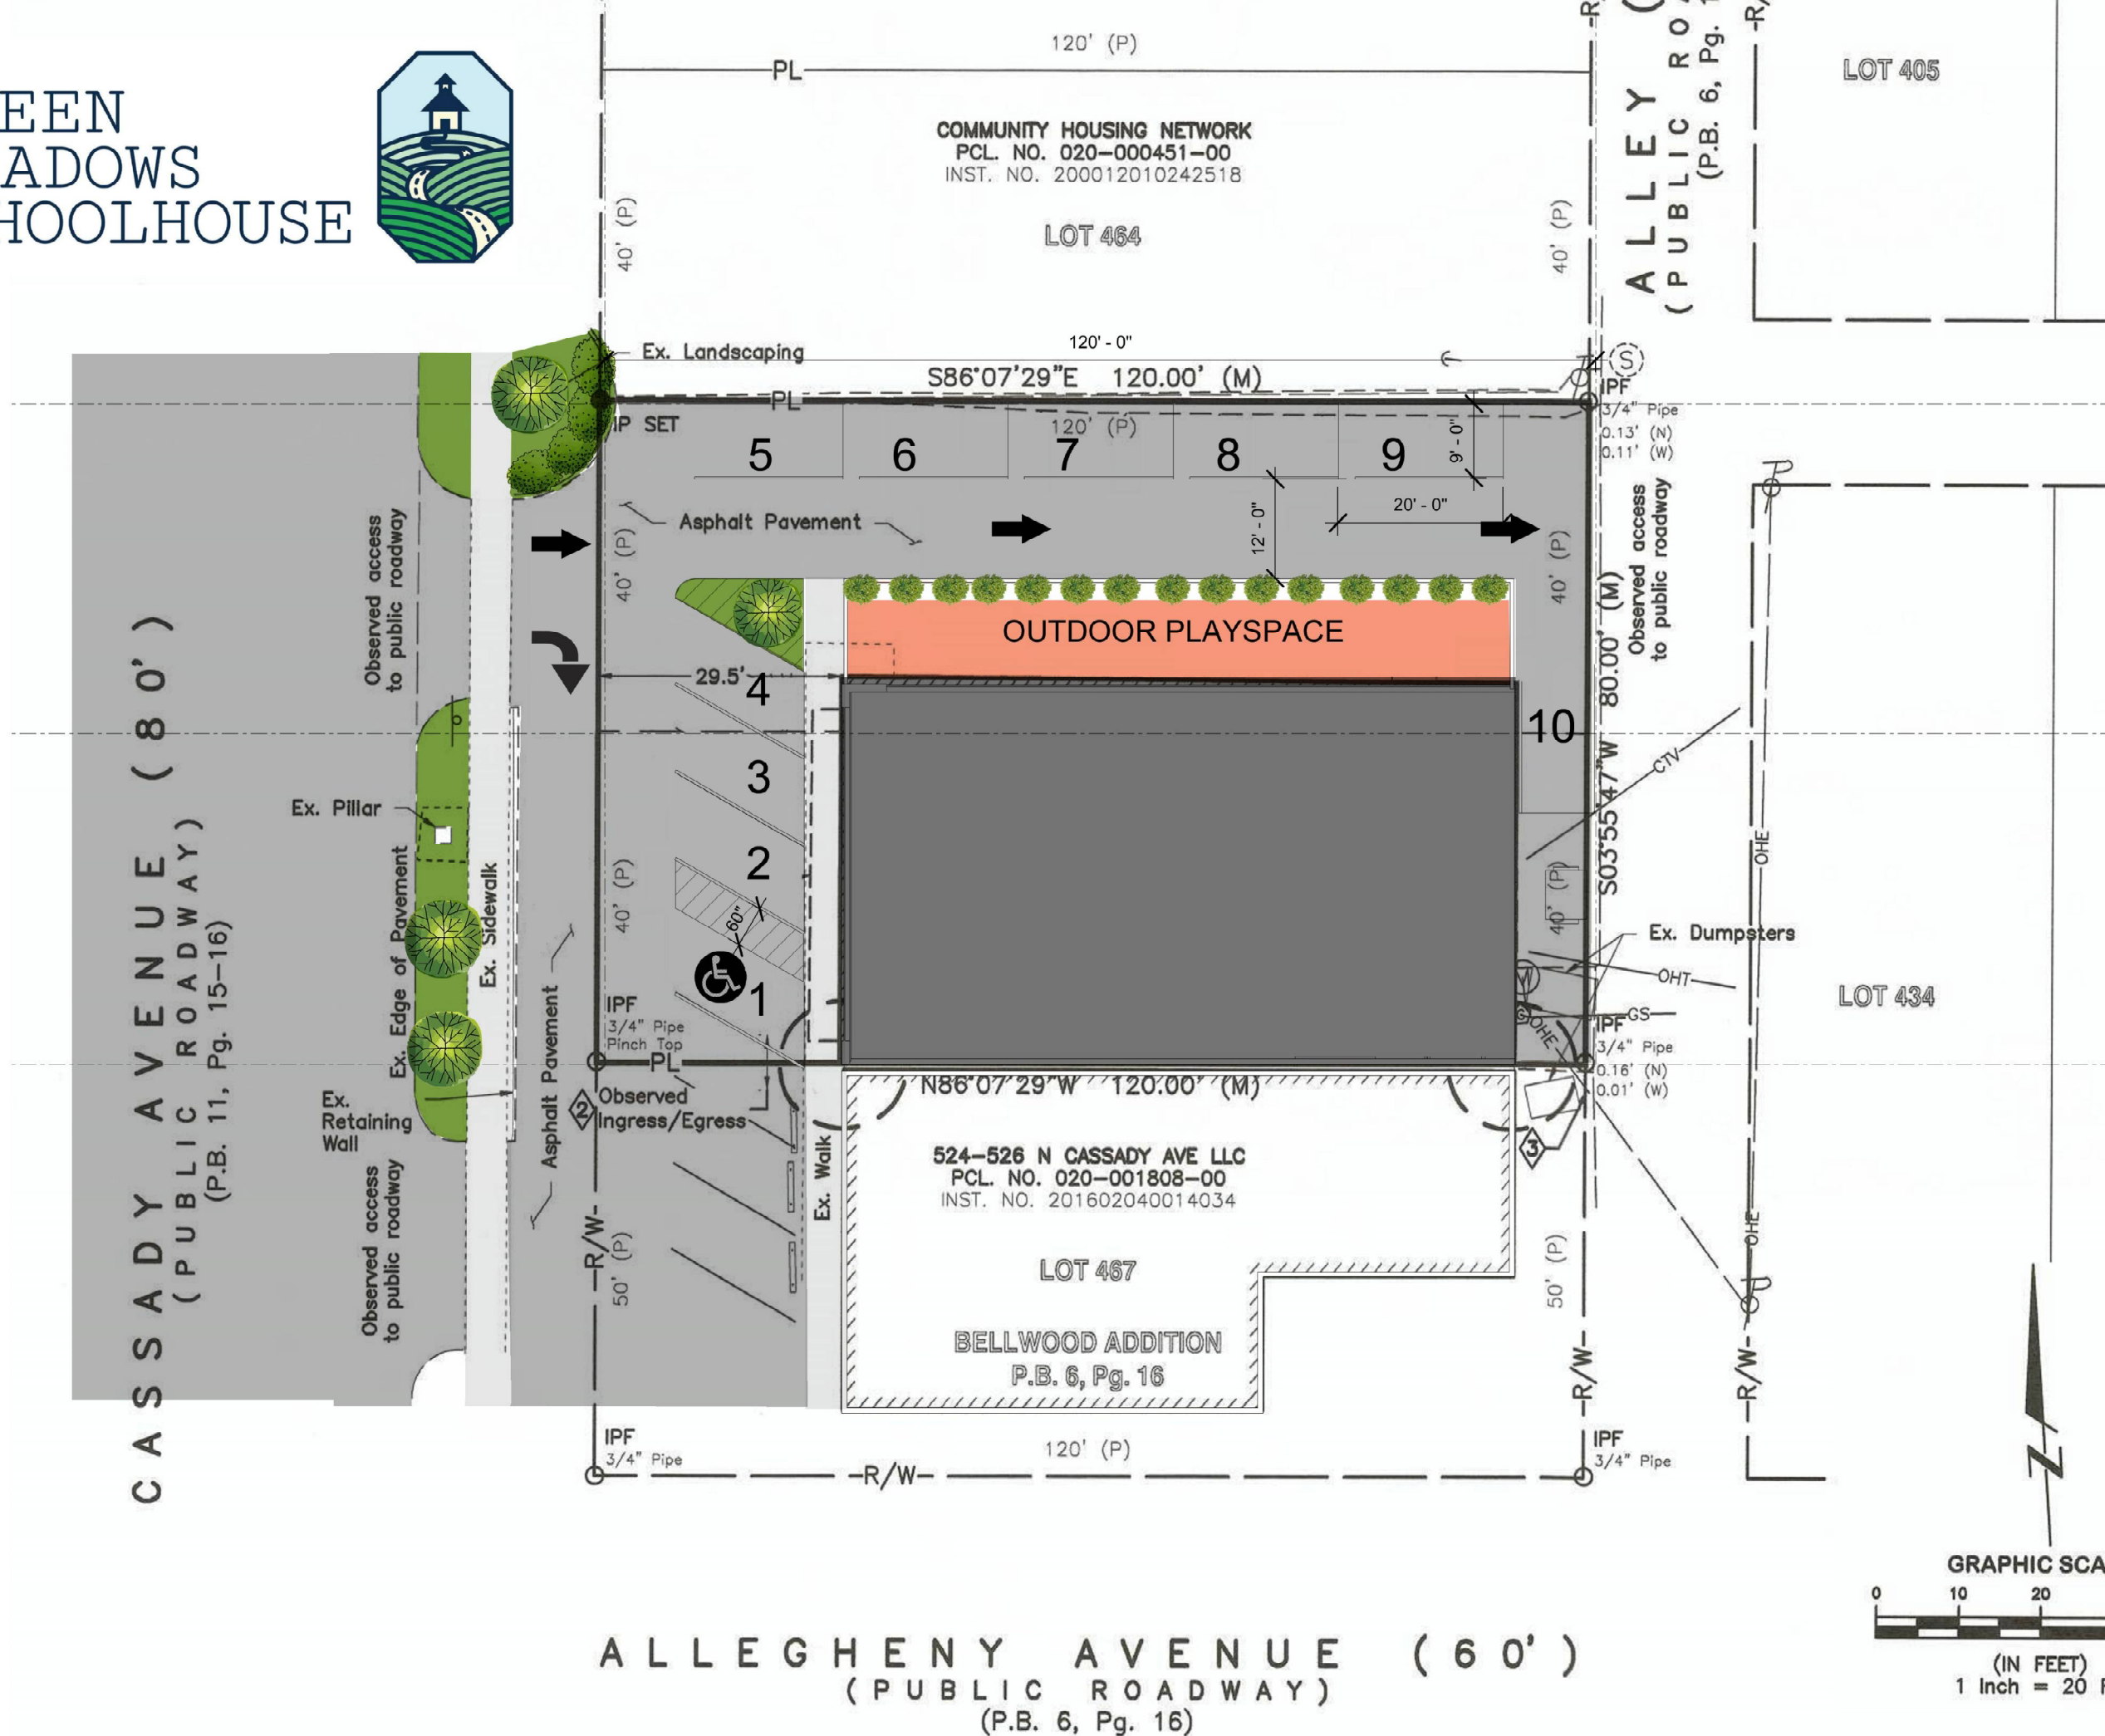 EEN
ADOWS
HOOLHOUSE
120' (P)
PL
COMMUNITY HOUSING NETWORK
PCL. NO. 020-000451-00
INST. NO. 200012010242518
LOT 464
40' (P)
40' (P)
ALLEY (
(PUBLIC
(P.B. 6, Pg.
R/W
LOT 405
Ex. Landscaping
120' - 0"
S86°07'29"E 120.00' (M)
S
PL
IP SET
120' (P)
IPF
3/4" Pipe
0.13' (N)
0.11' (W)
5
6
7
8
9
9' - 0"
Asphalt Pavement
12' - 0"
20' - 0"
40' (P)
40' (P)
Observed access
to public roadway
Observed access
to public roadway
OUTDOOR PLAYSPACE
29.5'
4
3
2
60"
1
10
S03°55'47"W 80.00' (M)
CTV
OHE
CASSADY AVENUE (80')
(PUBLIC ROADWAY)
(P.B. 11, Pg. 15-16)
Ex. Pillar
Ex. Edge of Pavement
Ex. Sidewalk
Asphalt Pavement
40' (P)
40' (P)
Ex. Dumpsters
W
OHT
G
GS
OHE
LOT 434
IPF
3/4" Pipe
Pinch Top
PL
IPF
3/4" Pipe
0.16' (N)
0.01' (W)
Ex.
Retaining
Wall
2
Observed
Ingress/Egress
N86°07'29"W 120.00' (M)
3
Ex. Walk
524-526 N CASSADY AVE LLC
PCL. NO. 020-001808-00
INST. NO. 201602040014034
LOT 467
BELLWOOD ADDITION
P.B. 6, Pg. 16
Observed access
to public roadway
R/W
50' (P)
50' (P)
OHE
R/W
R/W
IPF
3/4" Pipe
120' (P)
R/W
IPF
3/4" Pipe
GRAPHIC SCA
0 10 20
(IN FEET)
1 Inch = 20 F
ALLEGHENY AVENUE (60')
(PUBLIC ROADWAY)
(P.B. 6, Pg. 16)